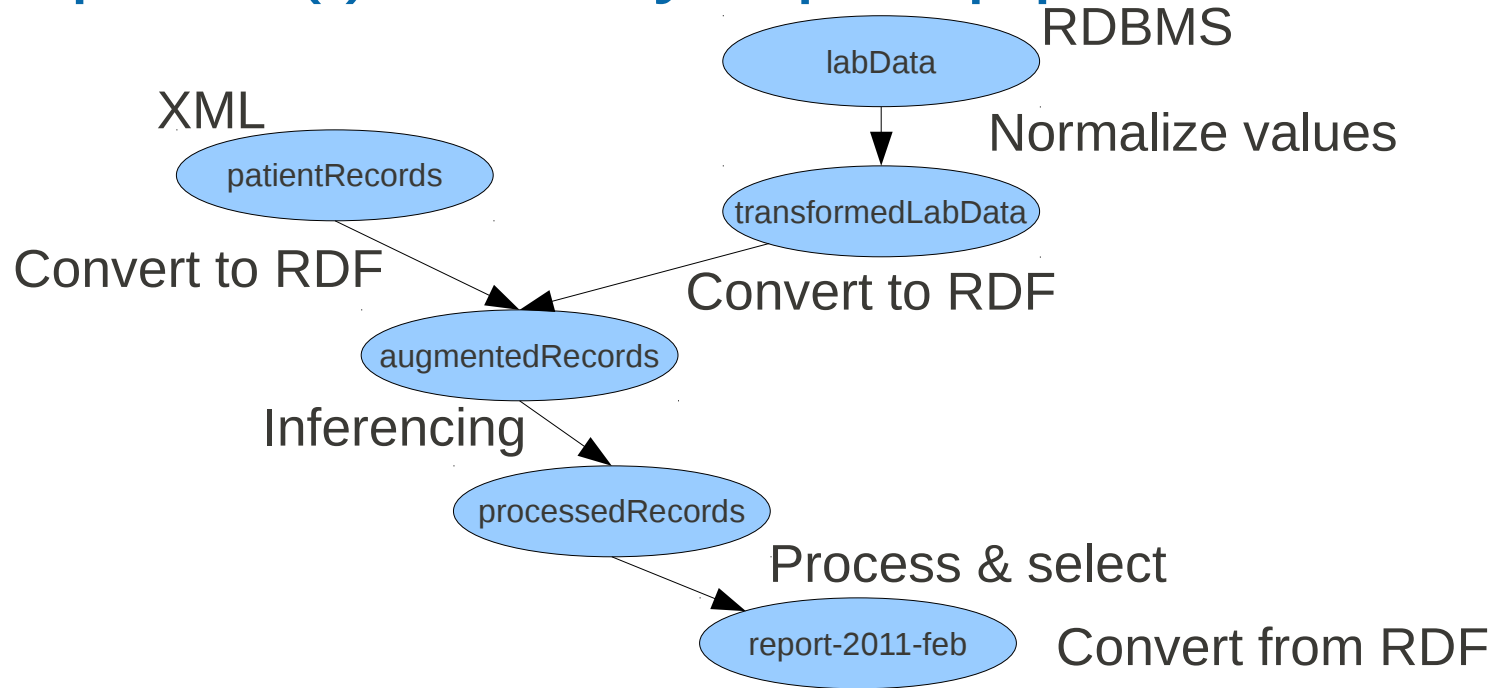 RDBMS
labData
XML
Normalize values
patientRecords
transformedLabData
Convert to RDF
Convert to RDF
augmentedRecords
Inferencing
processedRecords
Process & select
report-2011-feb
Convert from RDF